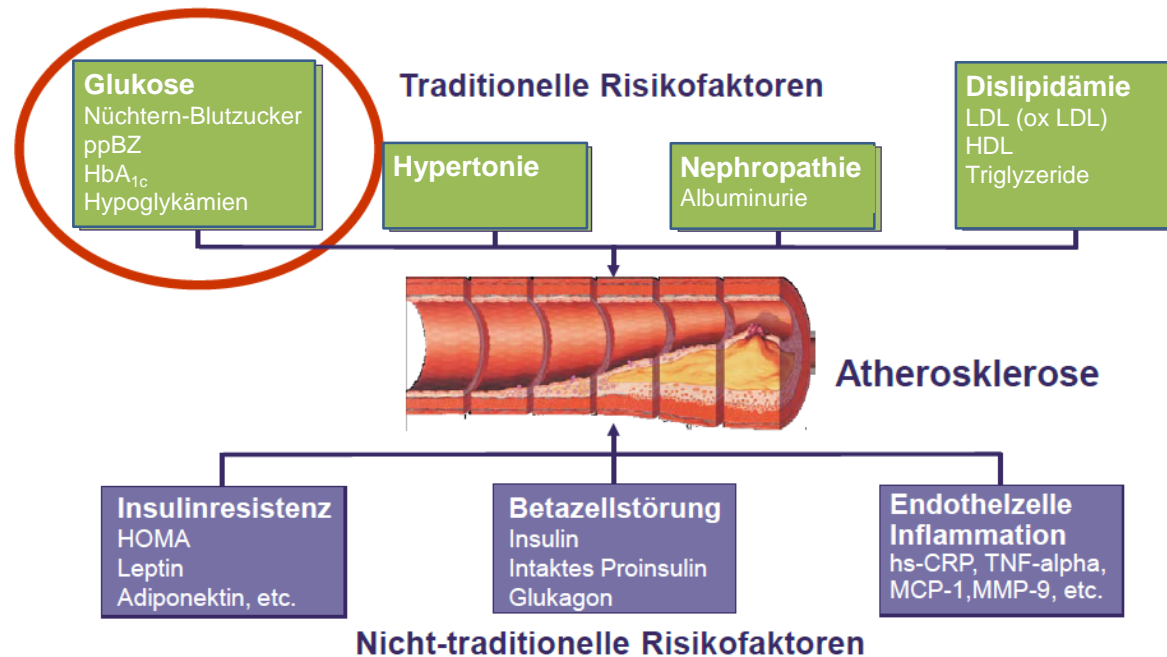 Traditionelle Risikofaktoren
Glukose
Nüchtern-Blutzucker
ppBZ
HbA1c
Hypoglykämien
Hypertonie
Nephropathie
Albuminurie
Dislipidämie
LDL (ox LDL)
HDL
Triglyzeride
Atherosklerose
Insulinresistenz
HOMA
Leptin
Adiponektin, etc.
Betazellstörung
Insulin
Intaktes Proinsulin
Glukagon
Endothelzelle
Inflammation
hs-CRP, TNF-alpha,
MCP-1,MMP-9, etc.
Nicht-traditionelle Risikofaktoren